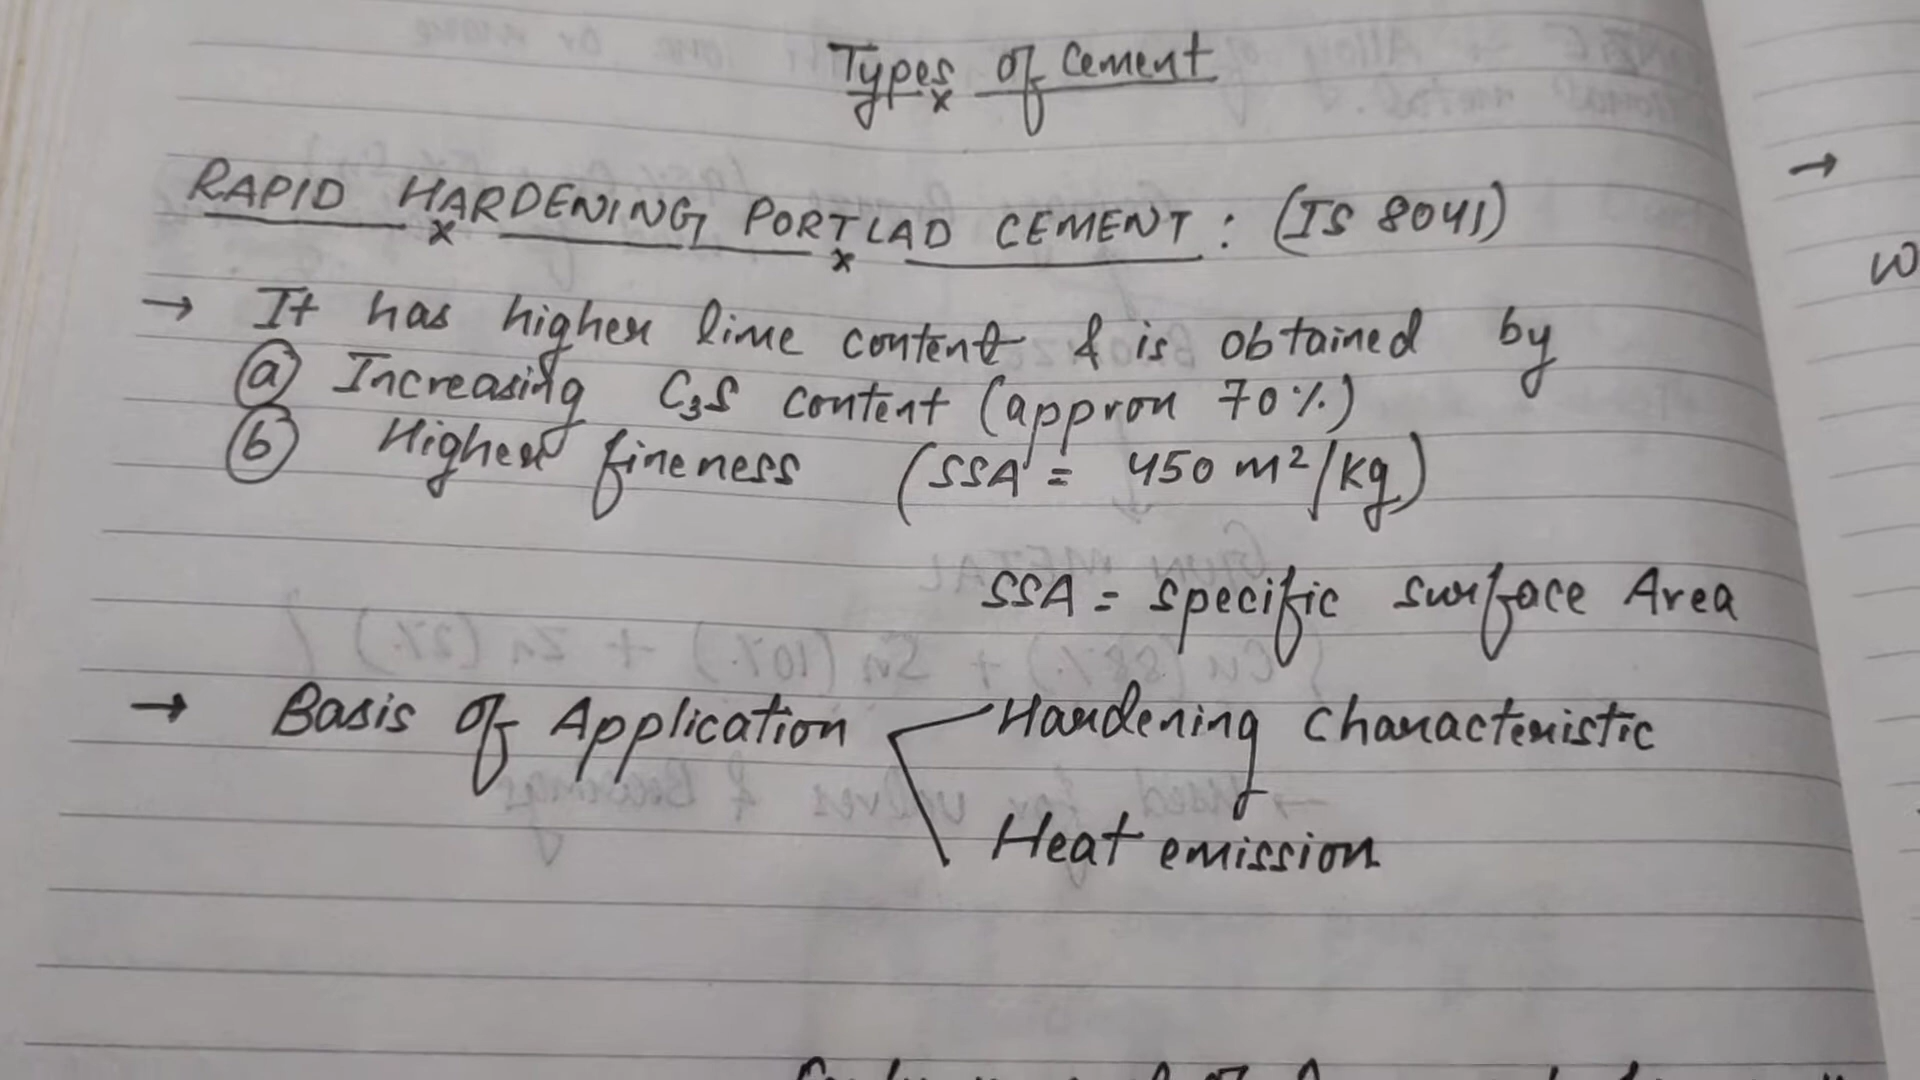 Types of Cement
RAPID HARDENING PORTLAD CEMENT : (IS 8041)
→ It has higher lime content & is obtained by
ⓐ Increasing C₃S content (approx 70%)
ⓑ Higher fineness (SSA = 450 m²/kg)
SSA = specific surface Area
→ Basis of Application
Hardening characteristic
Heat emission
→